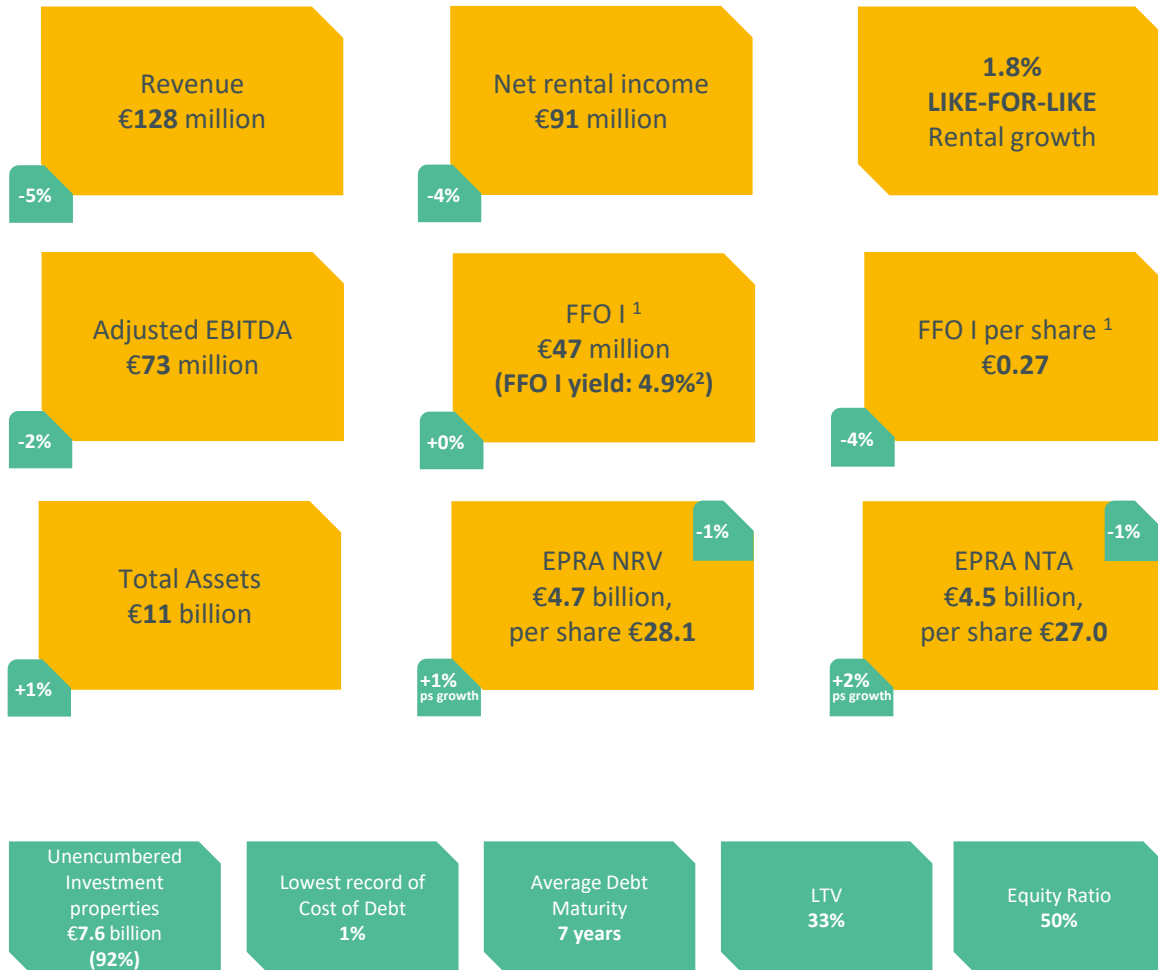 Revenue
€128 million
-5%
Net rental income
€91 million
-4%
1.8%
LIKE-FOR-LIKE
Rental growth
Adjusted EBITDA
€73 million
-2%
FFO I 1
€47 million
(FFO I yield: 4.9%2)
+0%
FFO I per share 1
€0.27
-4%
Total Assets
€11 billion
+1%
-1%
EPRA NRV
€4.7 billion,
per share €28.1
+1%
ps growth
-1%
EPRA NTA
€4.5 billion,
per share €27.0
+2%
ps growth
Unencumbered
Investment
properties
€7.6 billion
(92%)
Lowest record of
Cost of Debt
1%
Average Debt
Maturity
7 years
LTV
33%
Equity Ratio
50%